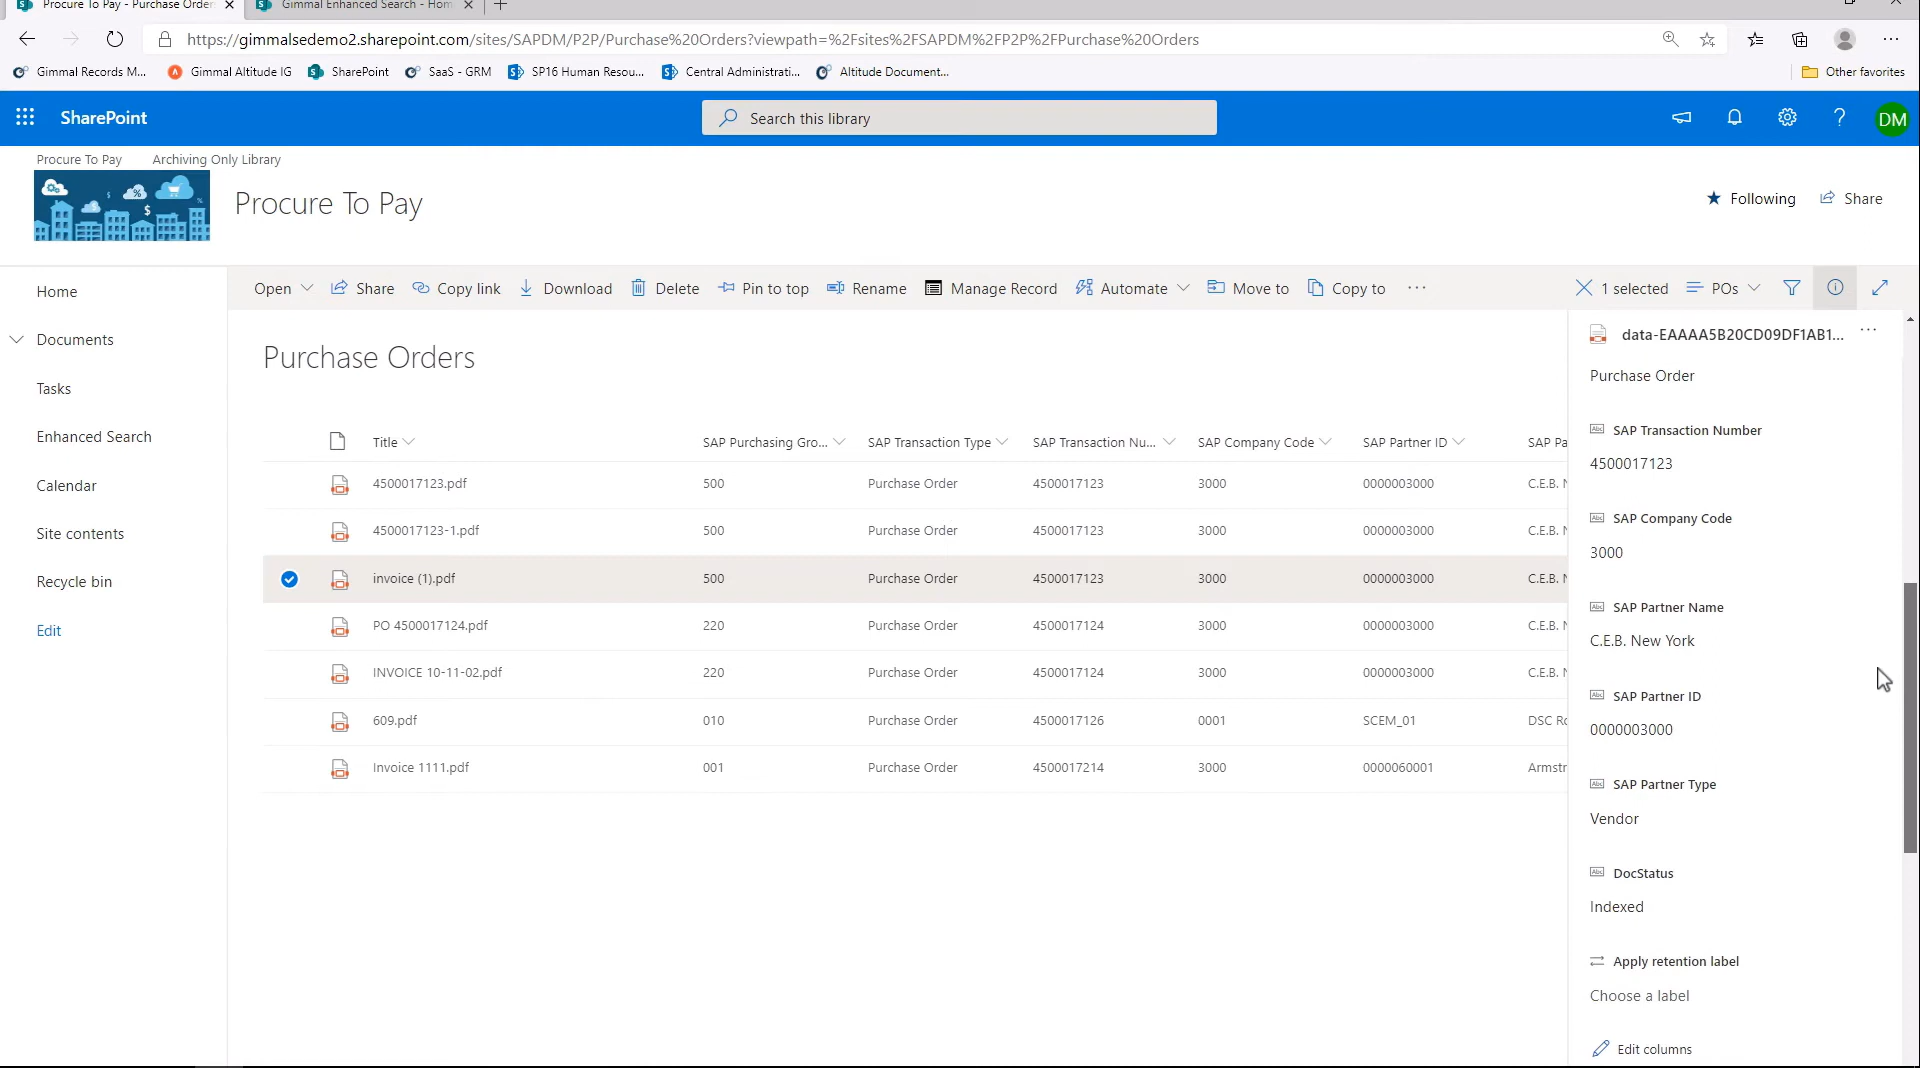 Procure To Pay - Purchase Order
Gimmal Enhanced Search - Hom
https://gimmalsedemo2.sharepoint.com/sites/SAPDM/P2P/Purchase%20Orders?viewpath=%2Fsites%2FSAPDM%2FP2P%2FPurchase%20Orders
Gimmal Records M... Gimmal Altitude IG SharePoint SaaS - GRM SP16 Human Resou... Central Administrati... Altitude Document... Other favorites
SharePoint Search this library ? DM
Procure To Pay Archiving Only Library
Procure To Pay
Following Share
Home
Documents
Tasks
Enhanced Search
Calendar
Site contents
Recycle bin
Edit
Open Share Copy link Download Delete Pin to top Rename Manage Record Automate Move to Copy to ... 1 selected POs
Purchase Orders
Title SAP Purchasing Gro... SAP Transaction Type SAP Transaction Nu... SAP Company Code SAP Partner ID SAP Pa
4500017123.pdf 500 Purchase Order 4500017123 3000 0000003000 C.E.B. N
4500017123-1.pdf 500 Purchase Order 4500017123 3000 0000003000 C.E.B. N
invoice (1).pdf 500 Purchase Order 4500017123 3000 0000003000 C.E.B. N
PO 4500017124.pdf 220 Purchase Order 4500017124 3000 0000003000 C.E.B. N
INVOICE 10-11-02.pdf 220 Purchase Order 4500017124 3000 0000003000 C.E.B. N
609.pdf 010 Purchase Order 4500017126 0001 SCEM_01 DSC Ro
Invoice 1111.pdf 001 Purchase Order 4500017214 3000 0000060001 Armstr
data-EAAAA5B20CD09DF1AB1... ...
Purchase Order
Abc SAP Transaction Number
4500017123
Abc SAP Company Code
3000
Abc SAP Partner Name
C.E.B. New York
Abc SAP Partner ID
0000003000
Abc SAP Partner Type
Vendor
Abc DocStatus
Indexed
Apply retention label
Choose a label
Edit columns